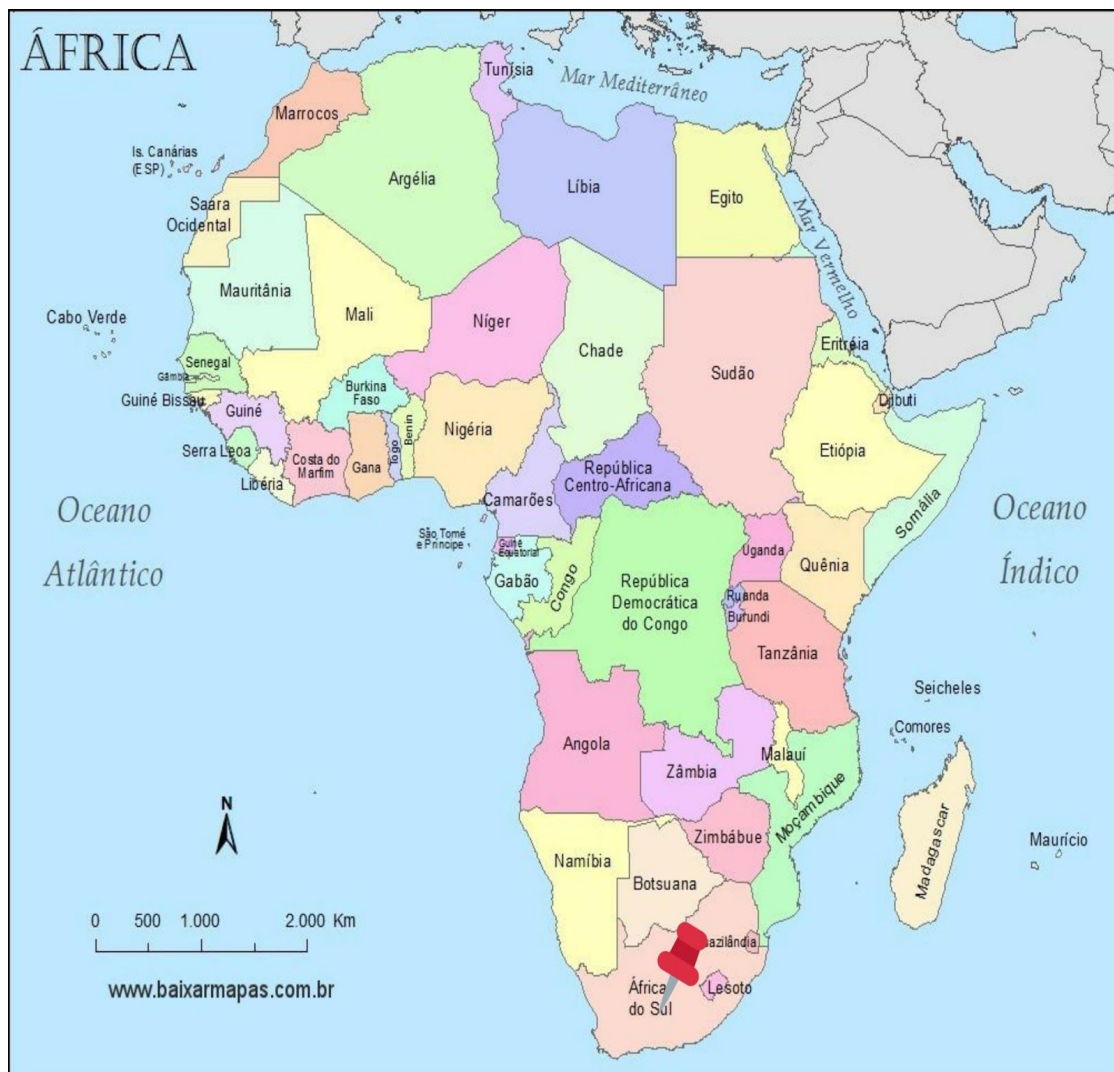 ÁFRICA
Tunísia
Mar Mediterrâneo
Marrocos
Is. Canárias
(ESP)
Argélia
Líbia
Egito
Saara
Ocidental
Mar Vermelho
Mauritânia
Mali
Níger
Chade
Sudão
Eritréia
Cabo Verde
Senegal
Gâmbia
Guiné Bissau
Guiné
Burkina
Faso
Benin
Togo
Nigéria
Djibuti
Etiópia
Serra Leoa
Costa do
Marfim
Gana
Libéria
Camarões
República
Centro-Africana
Somália
Oceano
Atlântico
Oceano
Índico
São Tomé
e Príncipe
Guiné
Equatorial
Gabão
Congo
República
Democrática
do Congo
Uganda
Quênia
Ruanda
Burundi
Tanzânia
Seicheles
Comores
Angola
Zâmbia
Malauí
Moçambique
Madagascar
Maurício
N
Namíbia
Zimbábue
Botsuana
0 500 1.000 2.000 Km
www.baixarmapas.com.br
azilândia
Lesoto
África
do Sul